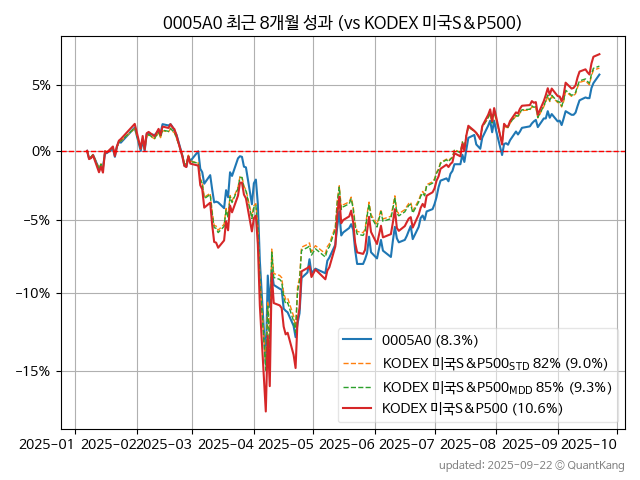 0005A0 최근 8개월 성과 (vs KODEX 미국S&P500)
5%
0%
−5%
−10%
−15%
0005A0 (8.3%)
KODEX 미국S&P500STD 82% (9.0%)
KODEX 미국S&P500MDD 85% (9.3%)
KODEX 미국S&P500 (10.6%)
2025-01 2025-02 2025-03 2025-04 2025-05 2025-06 2025-07 2025-08 2025-09 2025-10
updated: 2025-09-22 © QuantKang